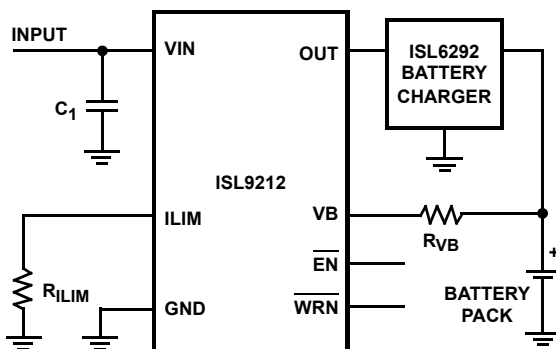 INPUT
VIN
OUT
ISL6292
BATTERY
CHARGER
C1
ISL9212
ILIM
VB
RVB
EN
RILIM
GND
WRN
+
BATTERY
PACK